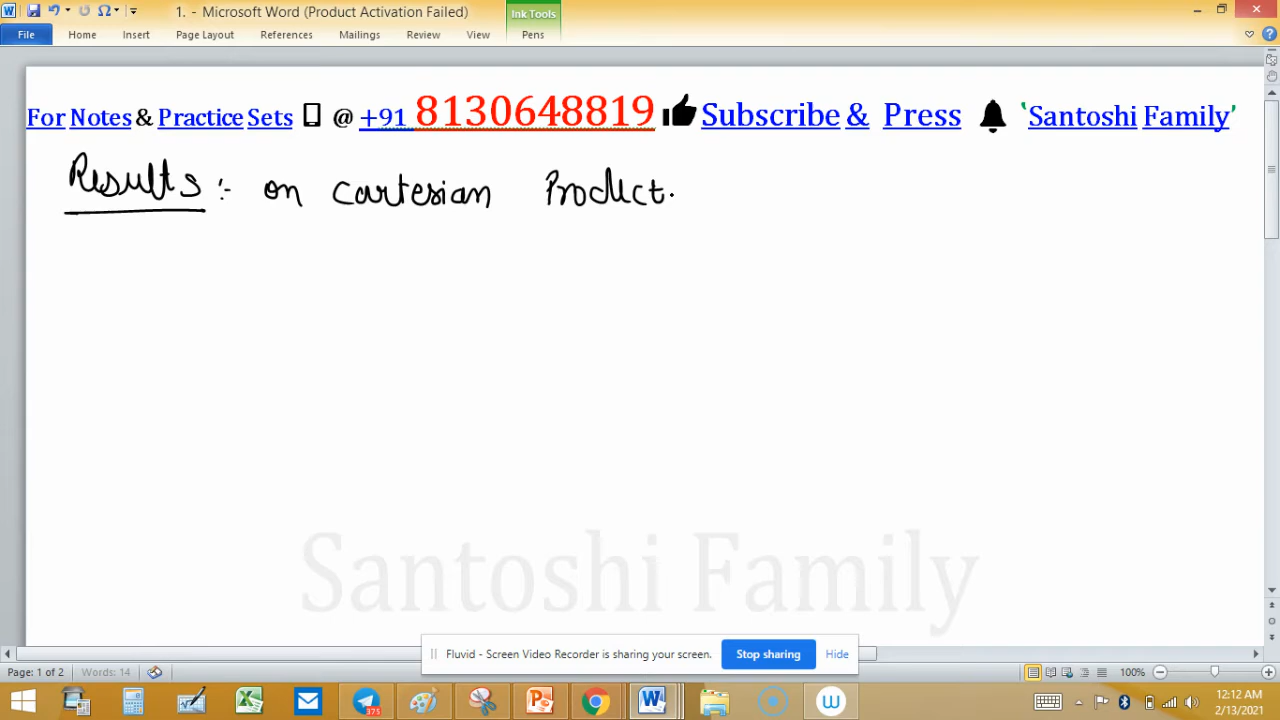 1. - Microsoft Word (Product Activation Failed)
Ink Tools
File Home Insert Page Layout References Mailings Review View Pens
For Notes & Practice Sets @ +91 8130648819 Subscribe & Press 'Santoshi Family'
Results :- on Cartesian Product.
Santoshi Family
Fluvid - Screen Video Recorder is sharing your screen. Stop sharing Hide
Page: 1 of 2 Words: 14 100%
375
12:12 AM
2/13/2021